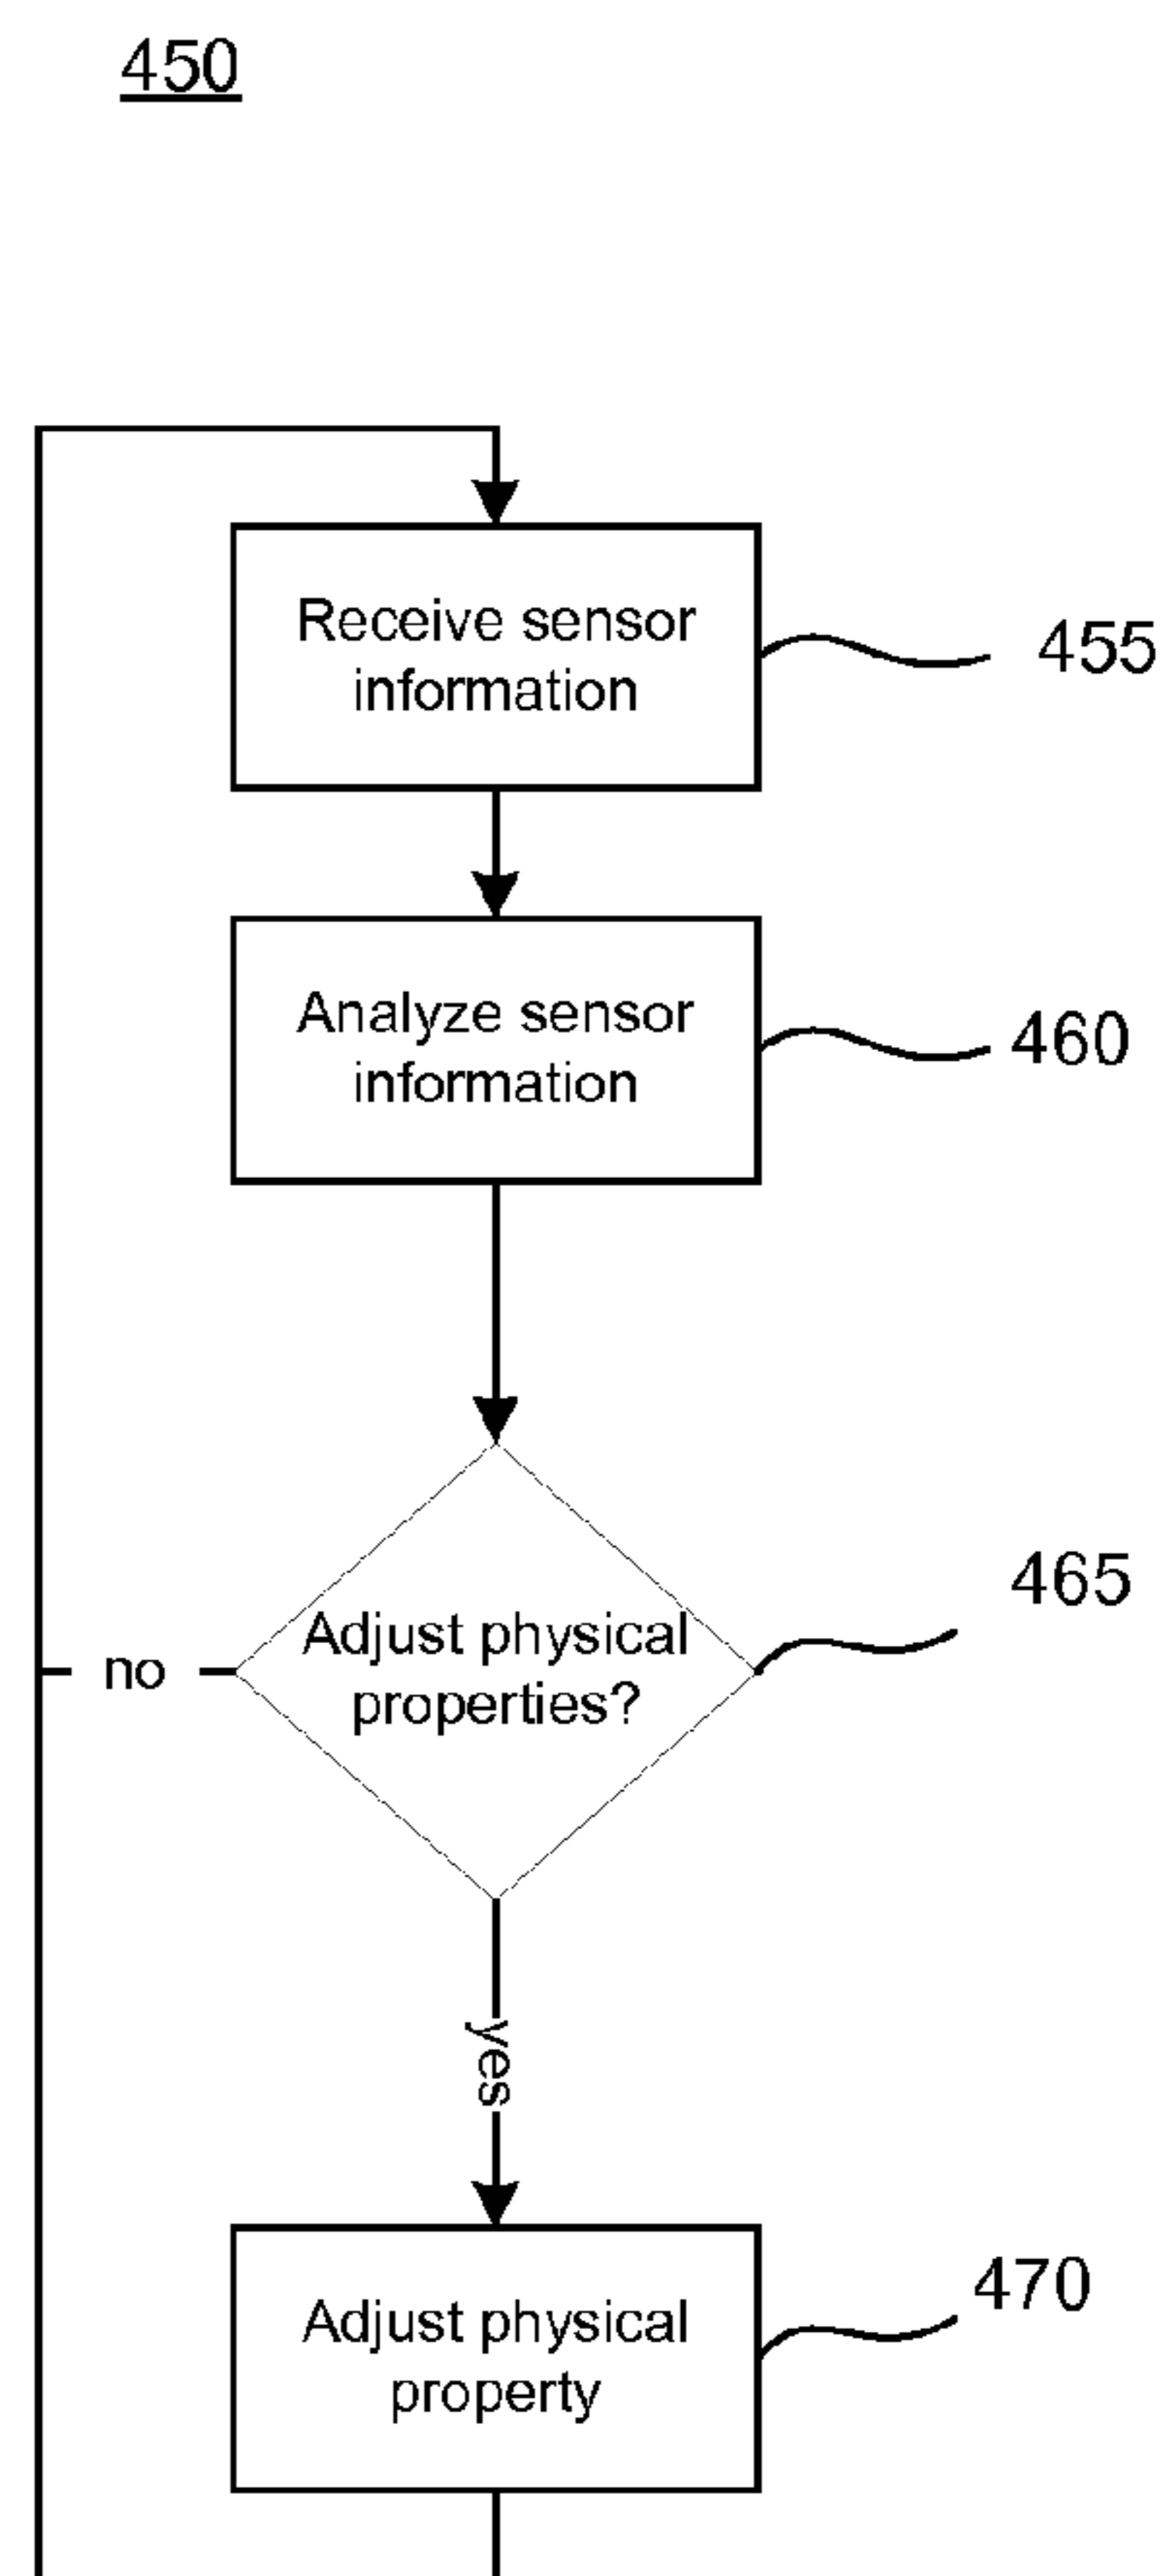 450
Receive sensor
information
455
Analyze sensor
information
460
465
Adjust physical
properties?
no
yes
470
Adjust physical
property